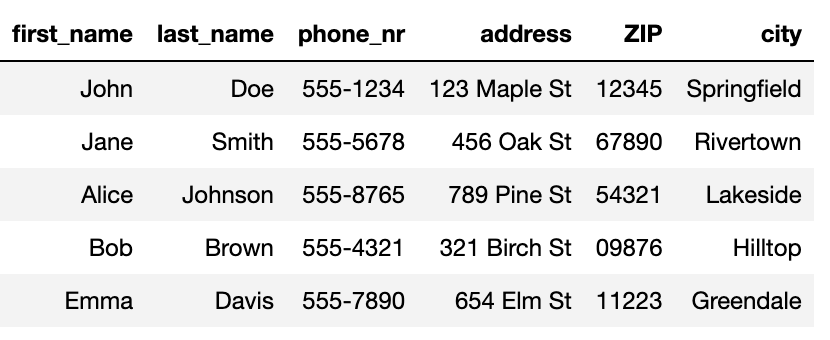 first_name last_name phone_nr address ZIP city
John Doe 555-1234 123 Maple St 12345 Springfield
Jane Smith 555-5678 456 Oak St 67890 Rivertown
Alice Johnson 555-8765 789 Pine St 54321 Lakeside
Bob Brown 555-4321 321 Birch St 09876 Hilltop
Emma Davis 555-7890 654 Elm St 11223 Greendale